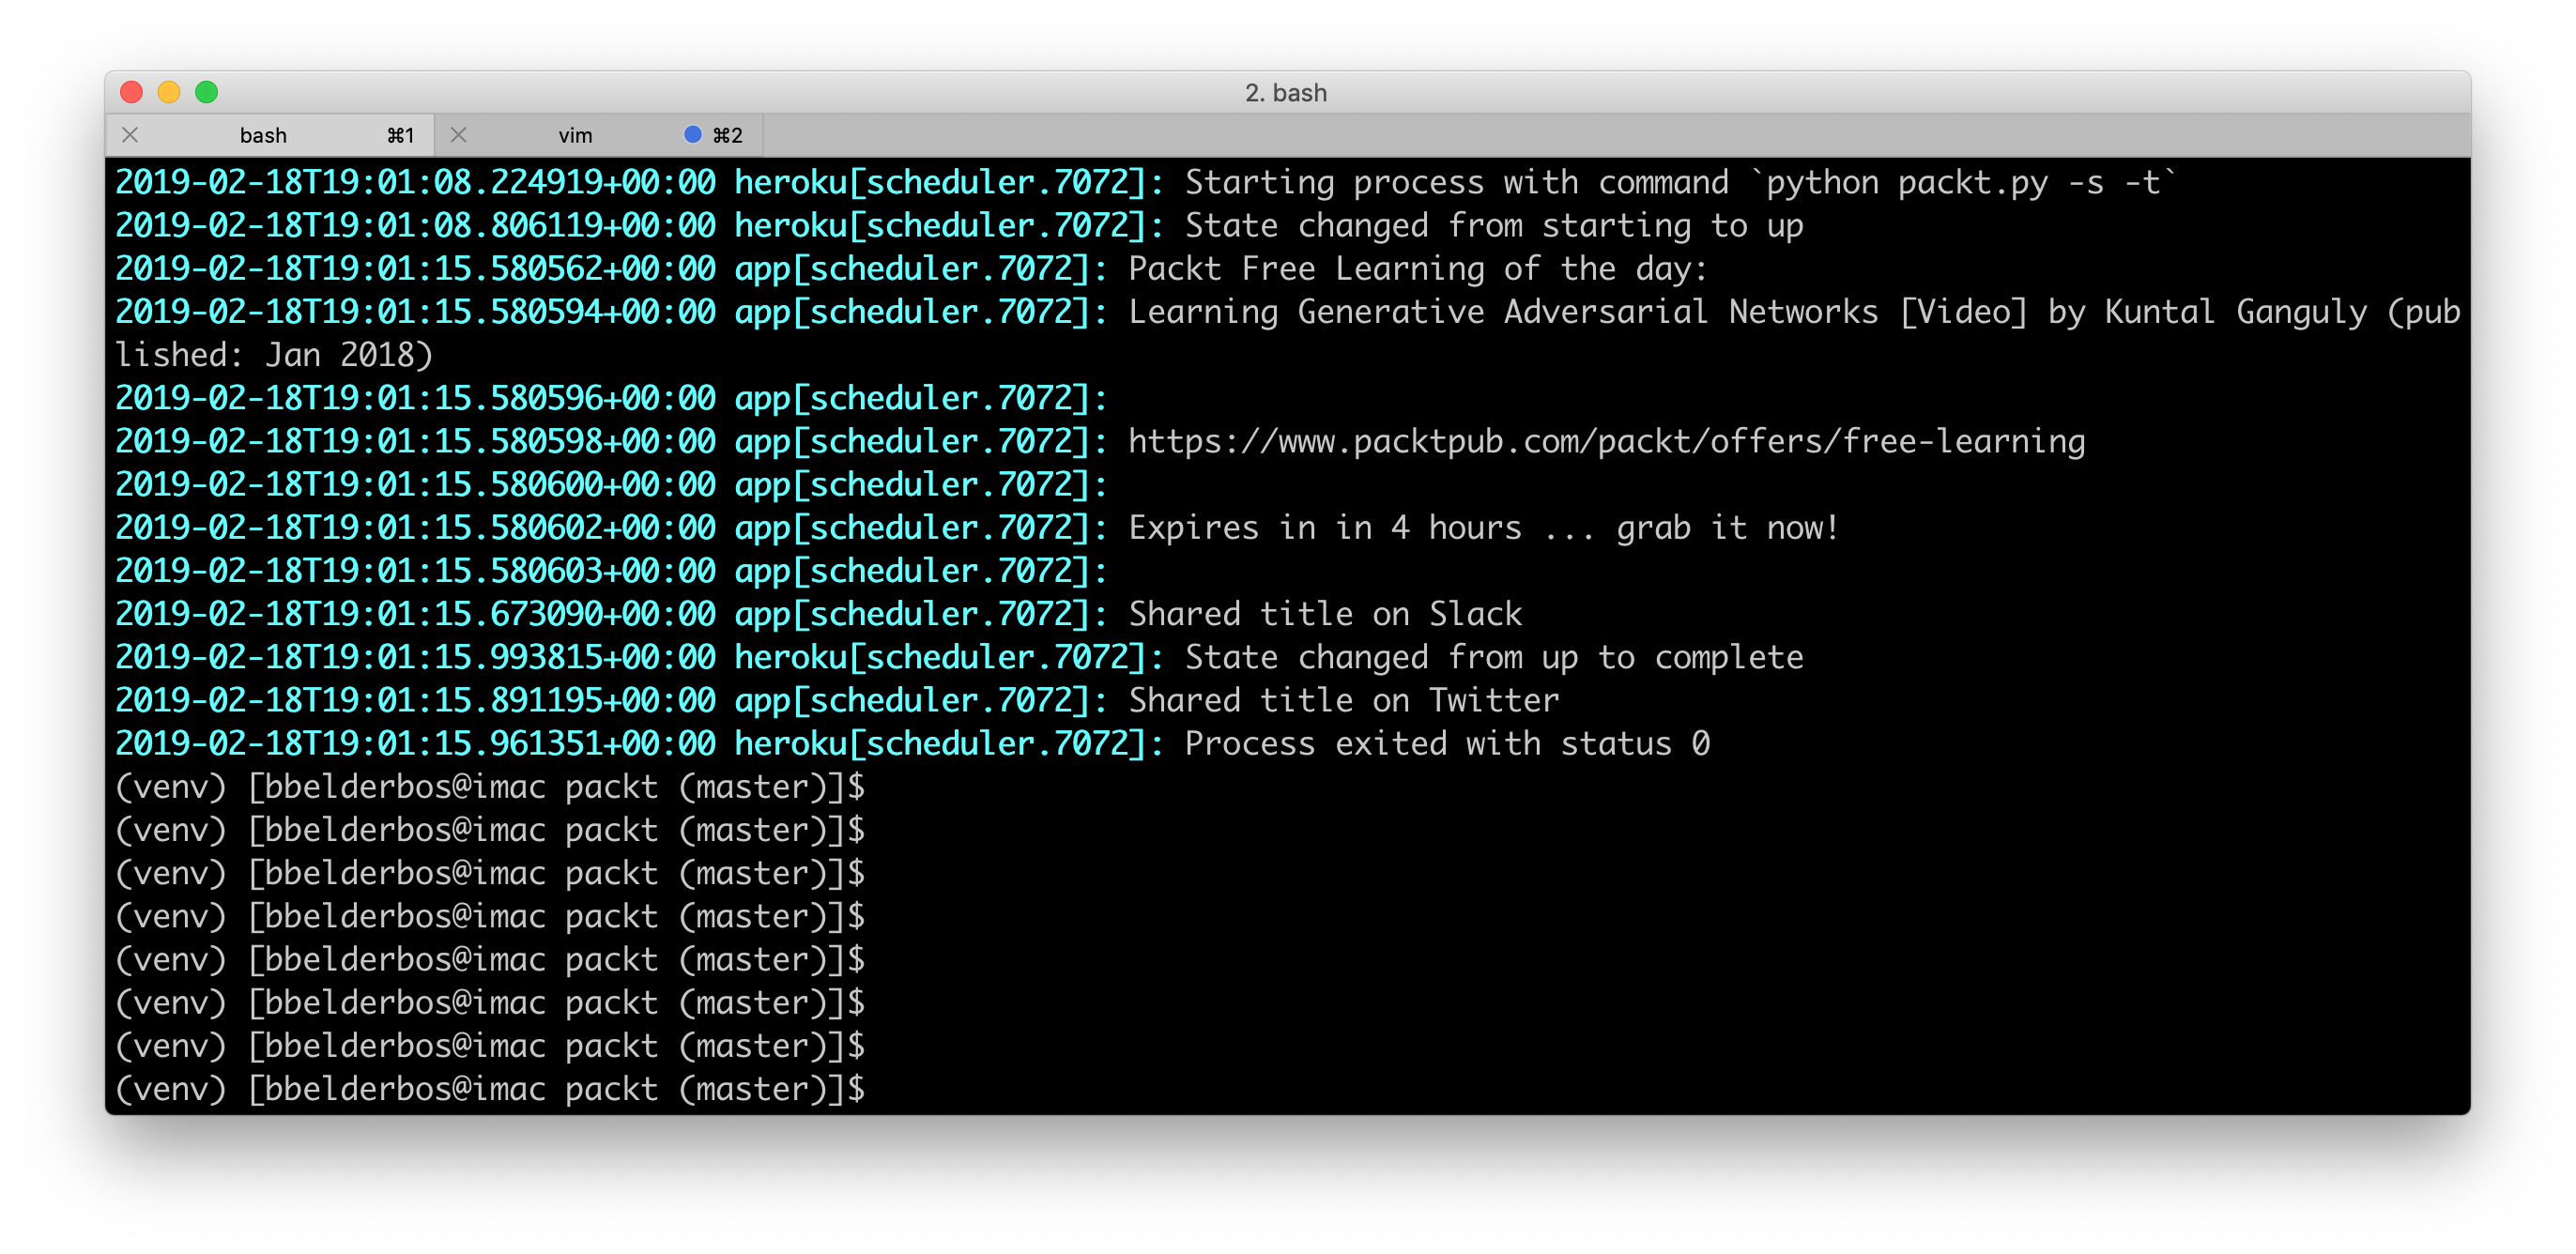 2. bash
bash ⌘1 vim ⌘2
2019-02-18T19:01:08.224919+00:00 heroku[scheduler.7072]: Starting process with command `python packt.py -s -t`
2019-02-18T19:01:08.806119+00:00 heroku[scheduler.7072]: State changed from starting to up
2019-02-18T19:01:15.580562+00:00 app[scheduler.7072]: Packt Free Learning of the day:
2019-02-18T19:01:15.580594+00:00 app[scheduler.7072]: Learning Generative Adversarial Networks [Video] by Kuntal Ganguly (pub
lished: Jan 2018)
2019-02-18T19:01:15.580596+00:00 app[scheduler.7072]:
2019-02-18T19:01:15.580598+00:00 app[scheduler.7072]: https://www.packtpub.com/packt/offers/free-learning
2019-02-18T19:01:15.580600+00:00 app[scheduler.7072]:
2019-02-18T19:01:15.580602+00:00 app[scheduler.7072]: Expires in in 4 hours ... grab it now!
2019-02-18T19:01:15.580603+00:00 app[scheduler.7072]:
2019-02-18T19:01:15.673090+00:00 app[scheduler.7072]: Shared title on Slack
2019-02-18T19:01:15.993815+00:00 heroku[scheduler.7072]: State changed from up to complete
2019-02-18T19:01:15.891195+00:00 app[scheduler.7072]: Shared title on Twitter
2019-02-18T19:01:15.961351+00:00 heroku[scheduler.7072]: Process exited with status 0
(venv) [bbelderbos@imac packt (master)]$
(venv) [bbelderbos@imac packt (master)]$
(venv) [bbelderbos@imac packt (master)]$
(venv) [bbelderbos@imac packt (master)]$
(venv) [bbelderbos@imac packt (master)]$
(venv) [bbelderbos@imac packt (master)]$
(venv) [bbelderbos@imac packt (master)]$
(venv) [bbelderbos@imac packt (master)]$